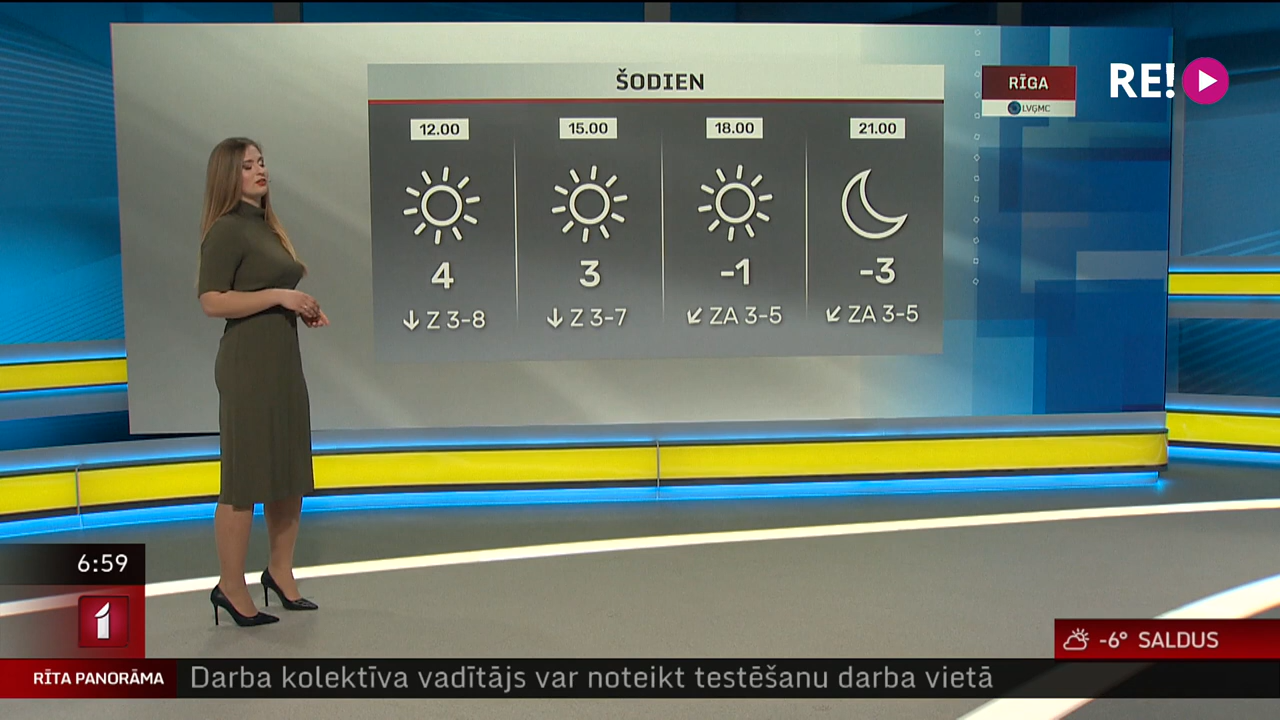 ŠODIEN
RĪGA
LVĢMC
RE!
12.00
15.00
18.00
21.00
4
3
-1
-3
Z 3-8
Z 3-7
ZA 3-5
ZA 3-5
6:59
1
-6° SALDUS
RĪTA PANORĀMA
Darba kolektīva vadītājs var noteikt testēšanu darba vietā